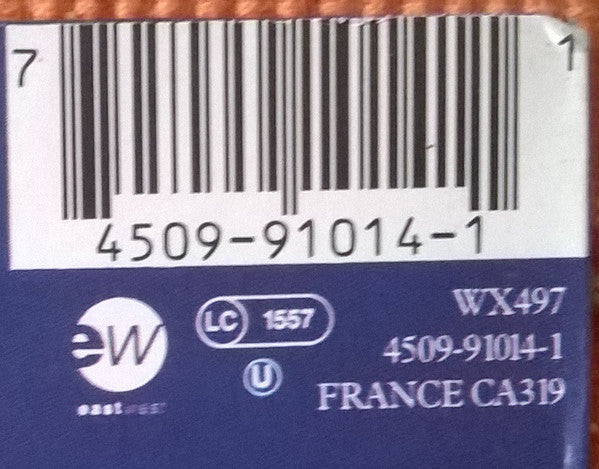 7 1
4509-91014-1
ew
eastwest
LC 1557
U
WX497
4509-91014-1
FRANCE CA319